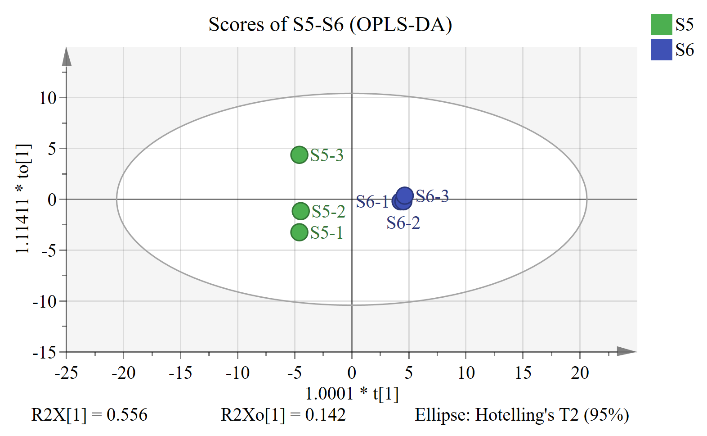 Scores of S5-S6 (OPLS-DA)
S5
S6
10
5
0
-5
-10
-15
1.11411 * to[1]
S5-3
S5-2
S5-1
S6-1
S6-3
S6-2
-25
-20
-15
-10
-5
0
5
10
15
20
1.0001 * t[1]
R2X[1] = 0.556
R2Xo[1] = 0.142
Ellipse: Hotelling's T2 (95%)